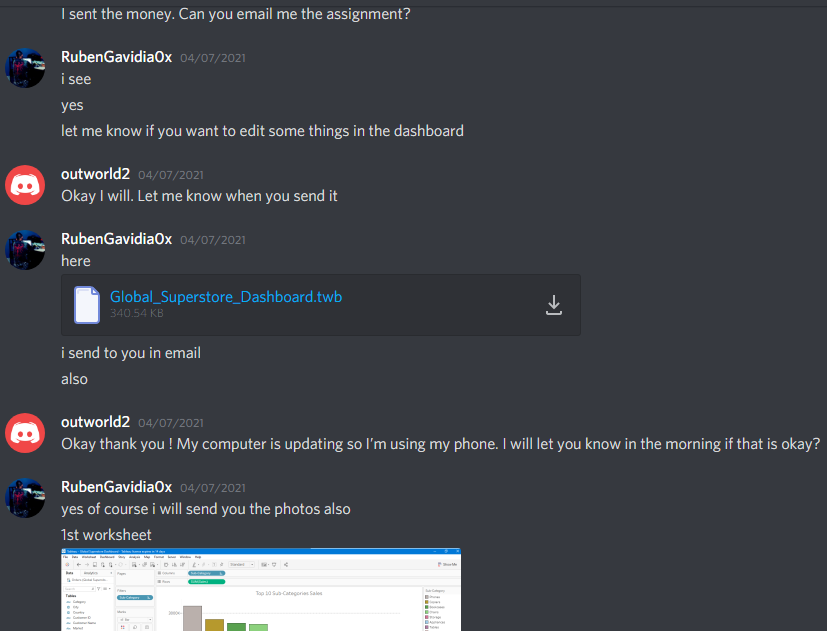 I sent the money. Can you email me the assignment?
RubenGavidia0x 04/07/2021
i see
yes
let me know if you want to edit some things in the dashboard
outworld2 04/07/2021
Okay I will. Let me know when you send it
RubenGavidia0x 04/07/2021
here
Global_Superstore_Dashboard.twb
340.54 KB
i send to you in email
also
outworld2 04/07/2021
Okay thank you ! My computer is updating so I'm using my phone. I will let you know in the morning if that is okay?
RubenGavidia0x 04/07/2021
yes of course i will send you the photos also
1st worksheet
Top 10 Sub-Categories Sales